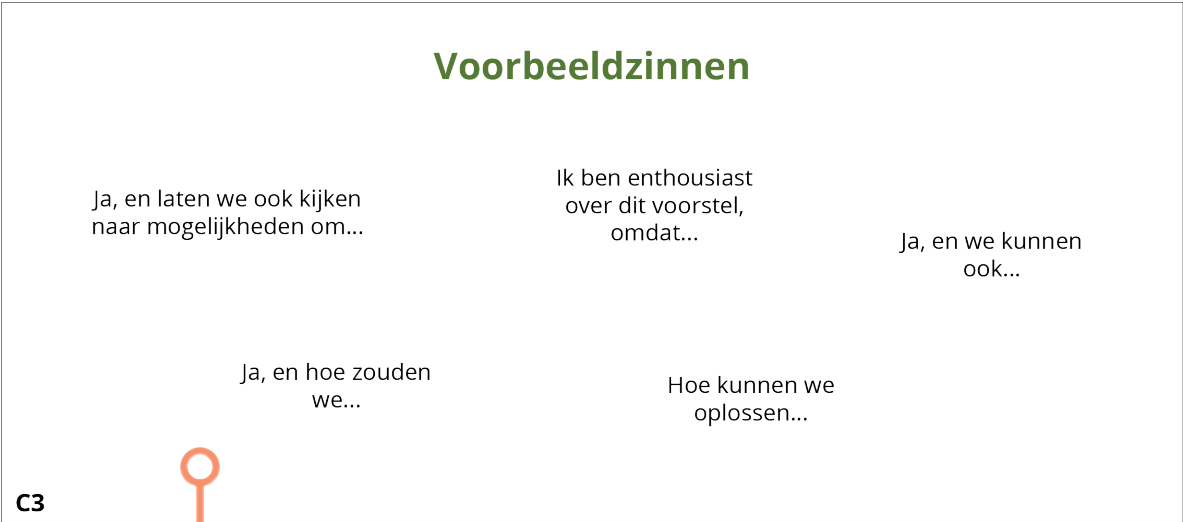 Voorbeeldzinnen
Ja, en laten we ook kijken
naar mogelijkheden om...
Ik ben enthousiast
over dit voorstel,
omdat...
Ja, en we kunnen
ook...
Ja, en hoe zouden
we...
Hoe kunnen we
oplossen...
C3